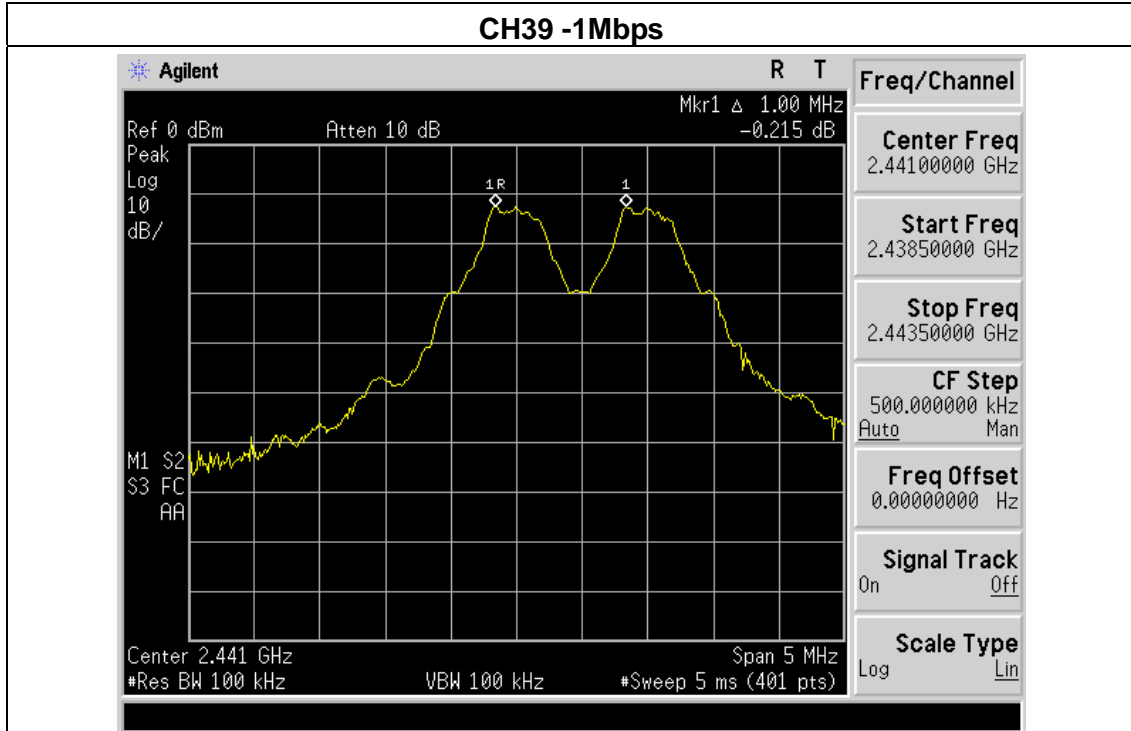 CH39 -1Mbps
Agilent R T
Mkr1 Δ 1.00 MHz
Ref 0 dBm Atten 10 dB -0.215 dB
Peak
Log
10
dB/
1R 1
M1 S2
S3 FC
AA
Center 2.441 GHz Span 5 MHz
#Res BW 100 kHz VBW 100 kHz #Sweep 5 ms (401 pts)
Freq/Channel
Center Freq
2.44100000 GHz
Start Freq
2.43850000 GHz
Stop Freq
2.44350000 GHz
CF Step
500.000000 kHz
Auto Man
Freq Offset
0.00000000 Hz
Signal Track
On Off
Scale Type
Log Lin